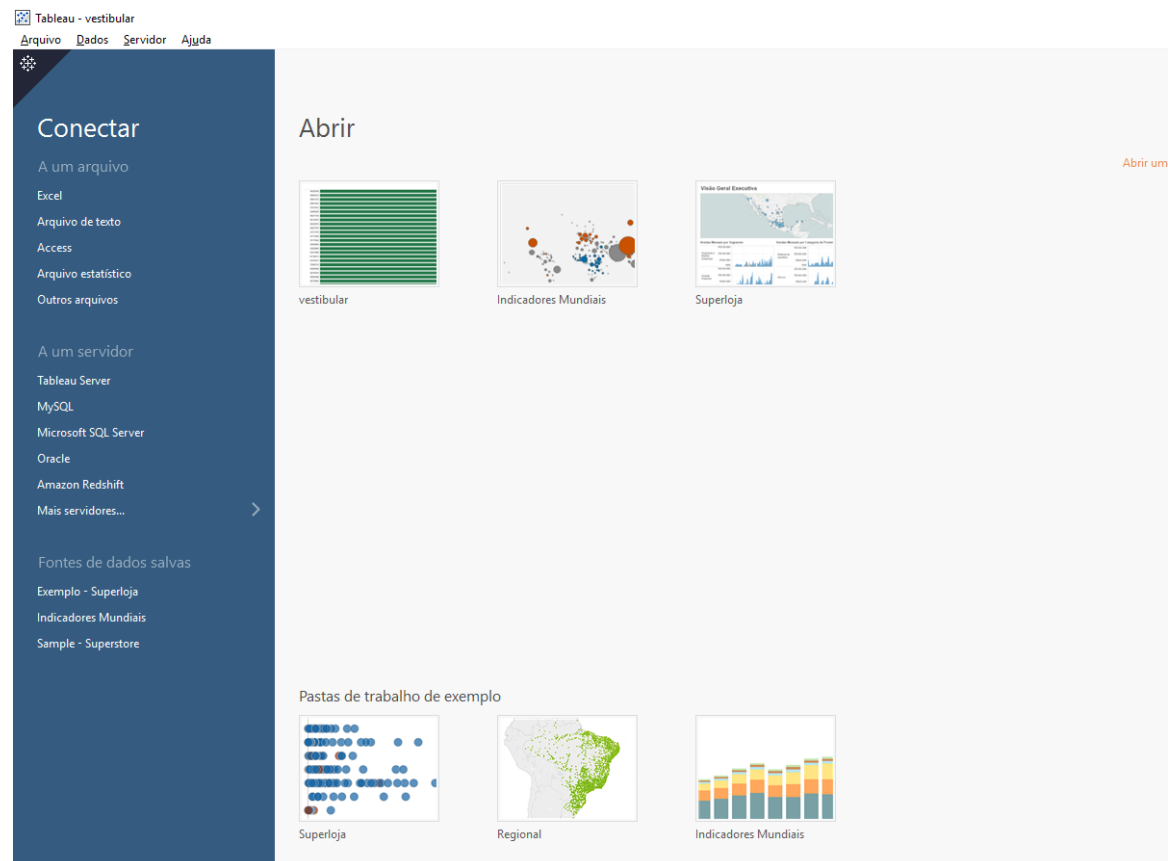 Tableau - vestibular
Arquivo Dados Servidor Ajuda
Conectar
A um arquivo
Excel
Arquivo de texto
Access
Arquivo estatístico
Outros arquivos
A um servidor
Tableau Server
MySQL
Microsoft SQL Server
Oracle
Amazon Redshift
Mais servidores...
Fontes de dados salvas
Exemplo - Superloja
Indicadores Mundiais
Sample - Superstore
Abrir
Abrir um
Visão Geral Executiva
vestibular
Indicadores Mundiais
Superloja
Pastas de trabalho de exemplo
Superloja
Regional
Indicadores Mundiais